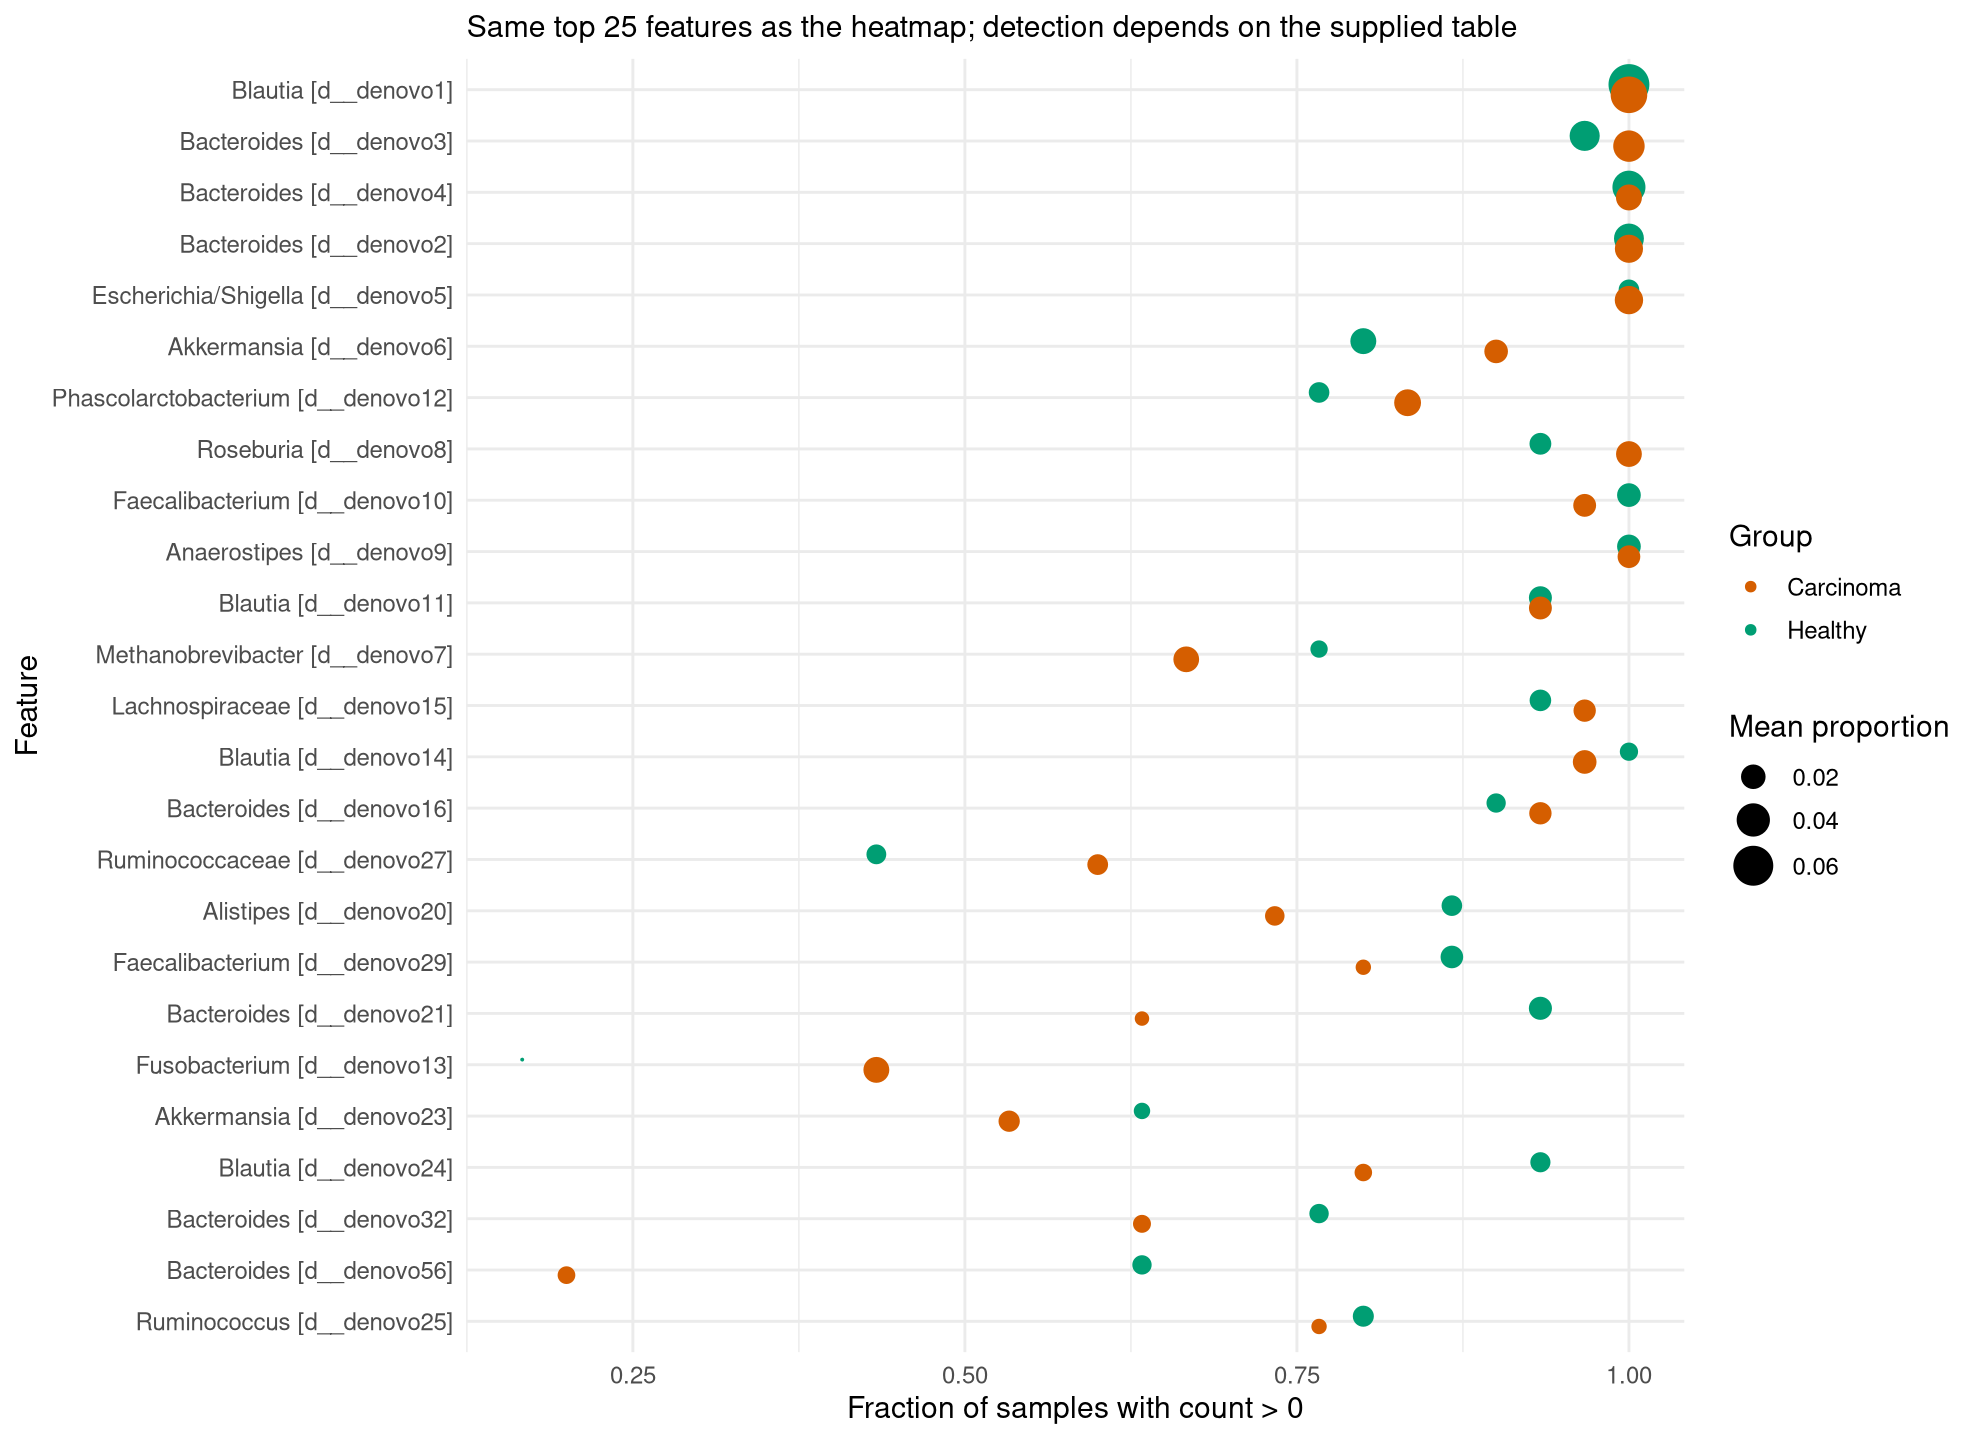 Same top 25 features as the heatmap; detection depends on the supplied table
Feature
Blautia [d__denovo1]
Bacteroides [d__denovo3]
Bacteroides [d__denovo4]
Bacteroides [d__denovo2]
Escherichia/Shigella [d__denovo5]
Akkermansia [d__denovo6]
Phascolarctobacterium [d__denovo12]
Roseburia [d__denovo8]
Faecalibacterium [d__denovo10]
Anaerostipes [d__denovo9]
Blautia [d__denovo11]
Methanobrevibacter [d__denovo7]
Lachnospiraceae [d__denovo15]
Blautia [d__denovo14]
Bacteroides [d__denovo16]
Ruminococcaceae [d__denovo27]
Alistipes [d__denovo20]
Faecalibacterium [d__denovo29]
Bacteroides [d__denovo21]
Fusobacterium [d__denovo13]
Akkermansia [d__denovo23]
Blautia [d__denovo24]
Bacteroides [d__denovo32]
Bacteroides [d__denovo56]
Ruminococcus [d__denovo25]
0.25 0.50 0.75 1.00
Fraction of samples with count > 0
Group
Carcinoma
Healthy
Mean proportion
0.02
0.04
0.06